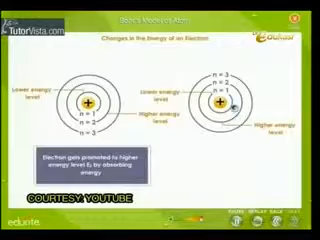 Bohr's Model of Atom
TutorVista.com
Changes in the Energy of an Electron
Lower energy
level
n = 1
n = 2
n = 3
Higher energy
level
n = 3
n = 2
n = 1
Lower energy
level
Higher energy
level
Electron gets promoted to higher
energy level E₂ by absorbing
energy
COURTESY: YOUTUBE
edurite